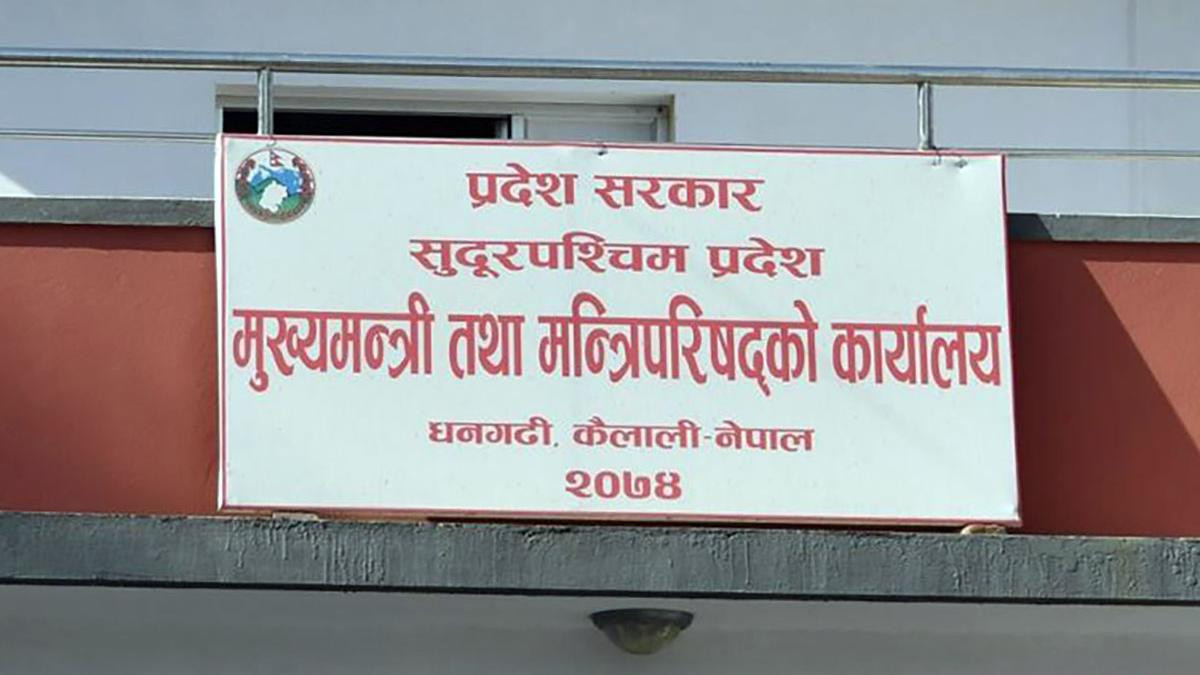 प्रदेश सरकार
सुदूरपश्चिम प्रदेश
मुख्यमन्त्री तथा मन्त्रिपरिषद्को कार्यालय
धनगढी, कैलाली-नेपाल
२०७४